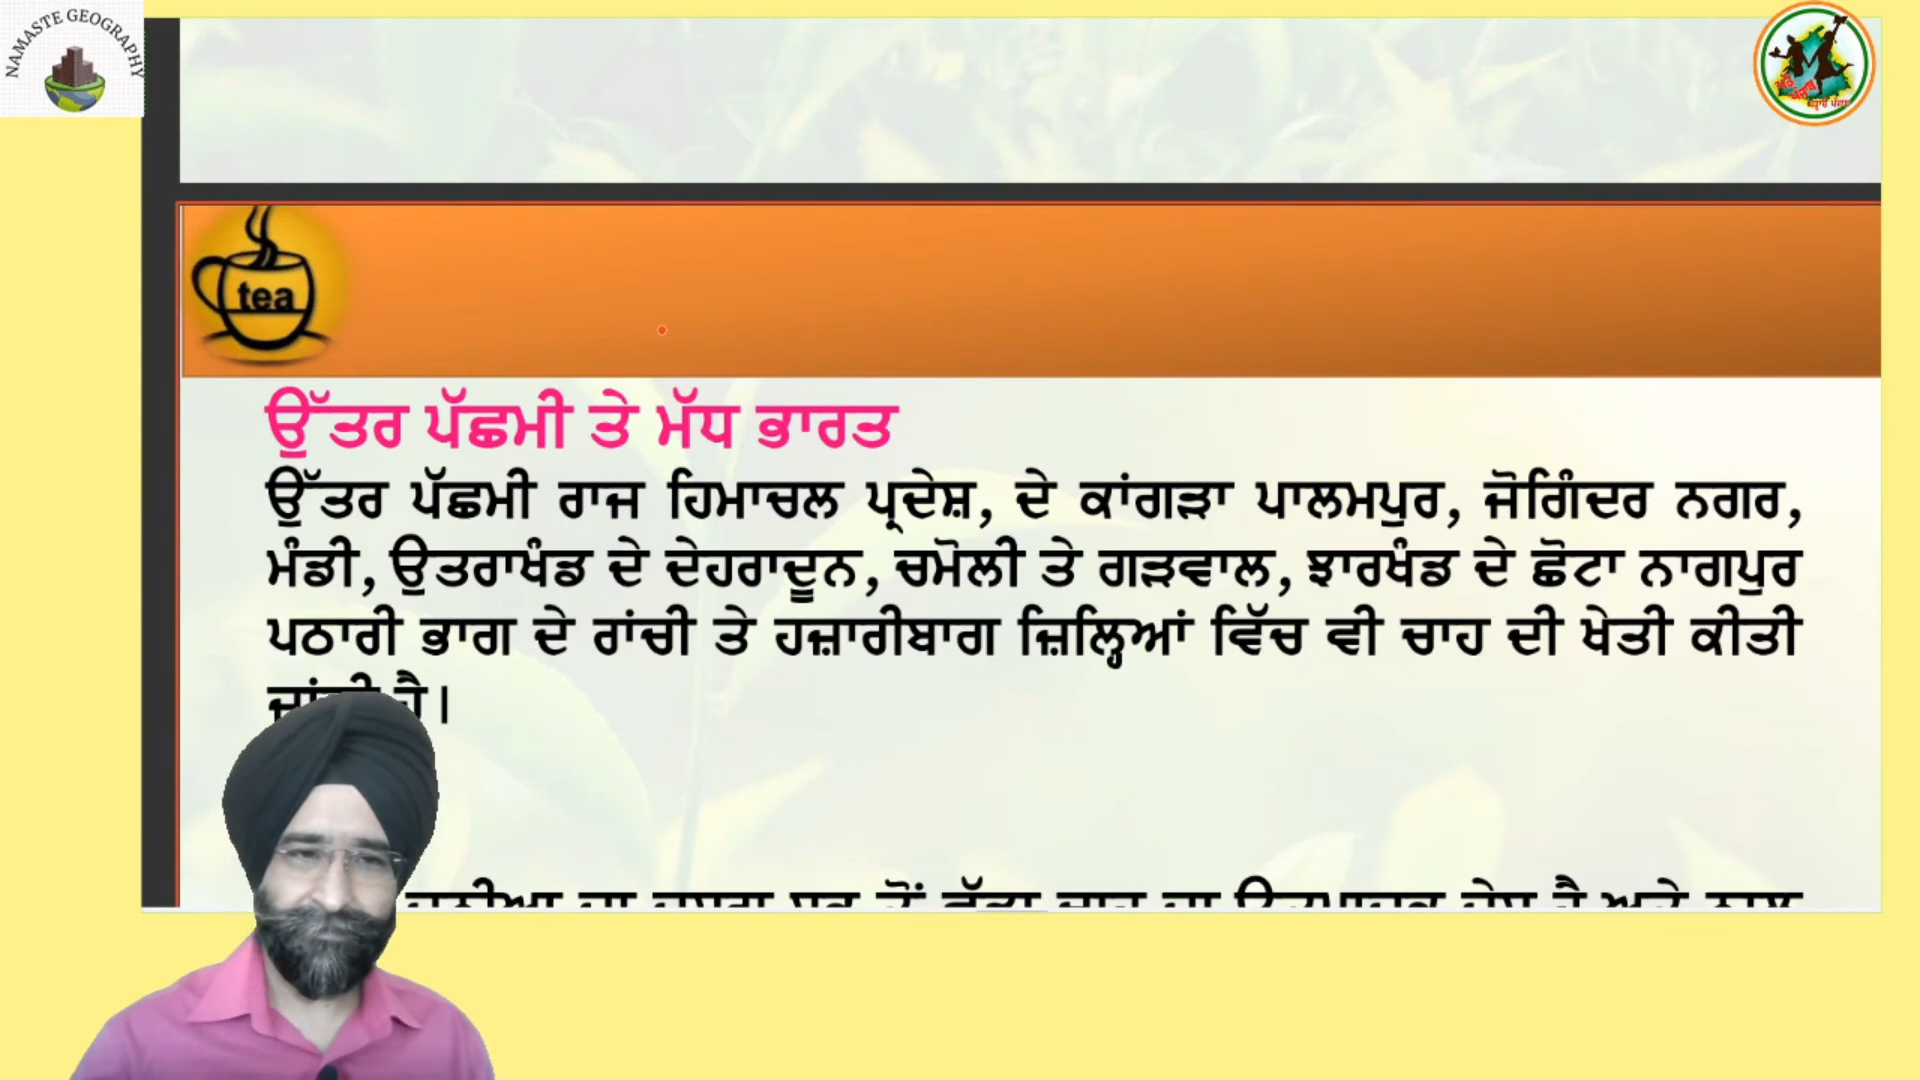 NAMASTE GEOGRAPHY
tea
ਉੱਤਰ ਪੱਛਮੀ ਤੇ ਮੱਧ ਭਾਰਤ
ਉੱਤਰ ਪੱਛਮੀ ਰਾਜ ਹਿਮਾਚਲ ਪ੍ਰਦੇਸ਼, ਦੇ ਕਾਂਗੜਾ ਪਾਲਮਪੁਰ, ਜੋਗਿੰਦਰ ਨਗਰ,
ਮੰਡੀ, ਉਤਰਾਖੰਡ ਦੇ ਦੇਹਰਾਦੂਨ, ਚਮੋਲੀ ਤੇ ਗੜਵਾਲ, ਝਾਰਖੰਡ ਦੇ ਛੋਟਾ ਨਾਗਪੁਰ
ਪਠਾਰੀ ਭਾਗ ਦੇ ਰਾਂਚੀ ਤੇ ਹਜ਼ਾਰੀਬਾਗ ਜ਼ਿਲ੍ਹਿਆਂ ਵਿੱਚ ਵੀ ਚਾਹ ਦੀ ਖੇਤੀ ਕੀਤੀ
ਹੈ।